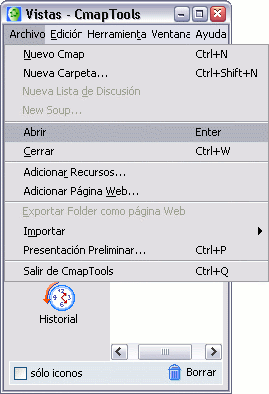 Vistas - CmapTools
Archivo Edición Herramienta Ventana Ayuda
Nuevo Cmap Ctrl+N
Nueva Carpeta... Ctrl+Shift+N
Nueva Lista de Discusión
New Soup...
Abrir Enter
Cerrar Ctrl+W
Adicionar Recursos...
Adicionar Página Web...
Exportar Folder como página Web
Importar
Presentación Preliminar... Ctrl+P
Salir de CmapTools Ctrl+Q
Historial
sólo iconos Borrar